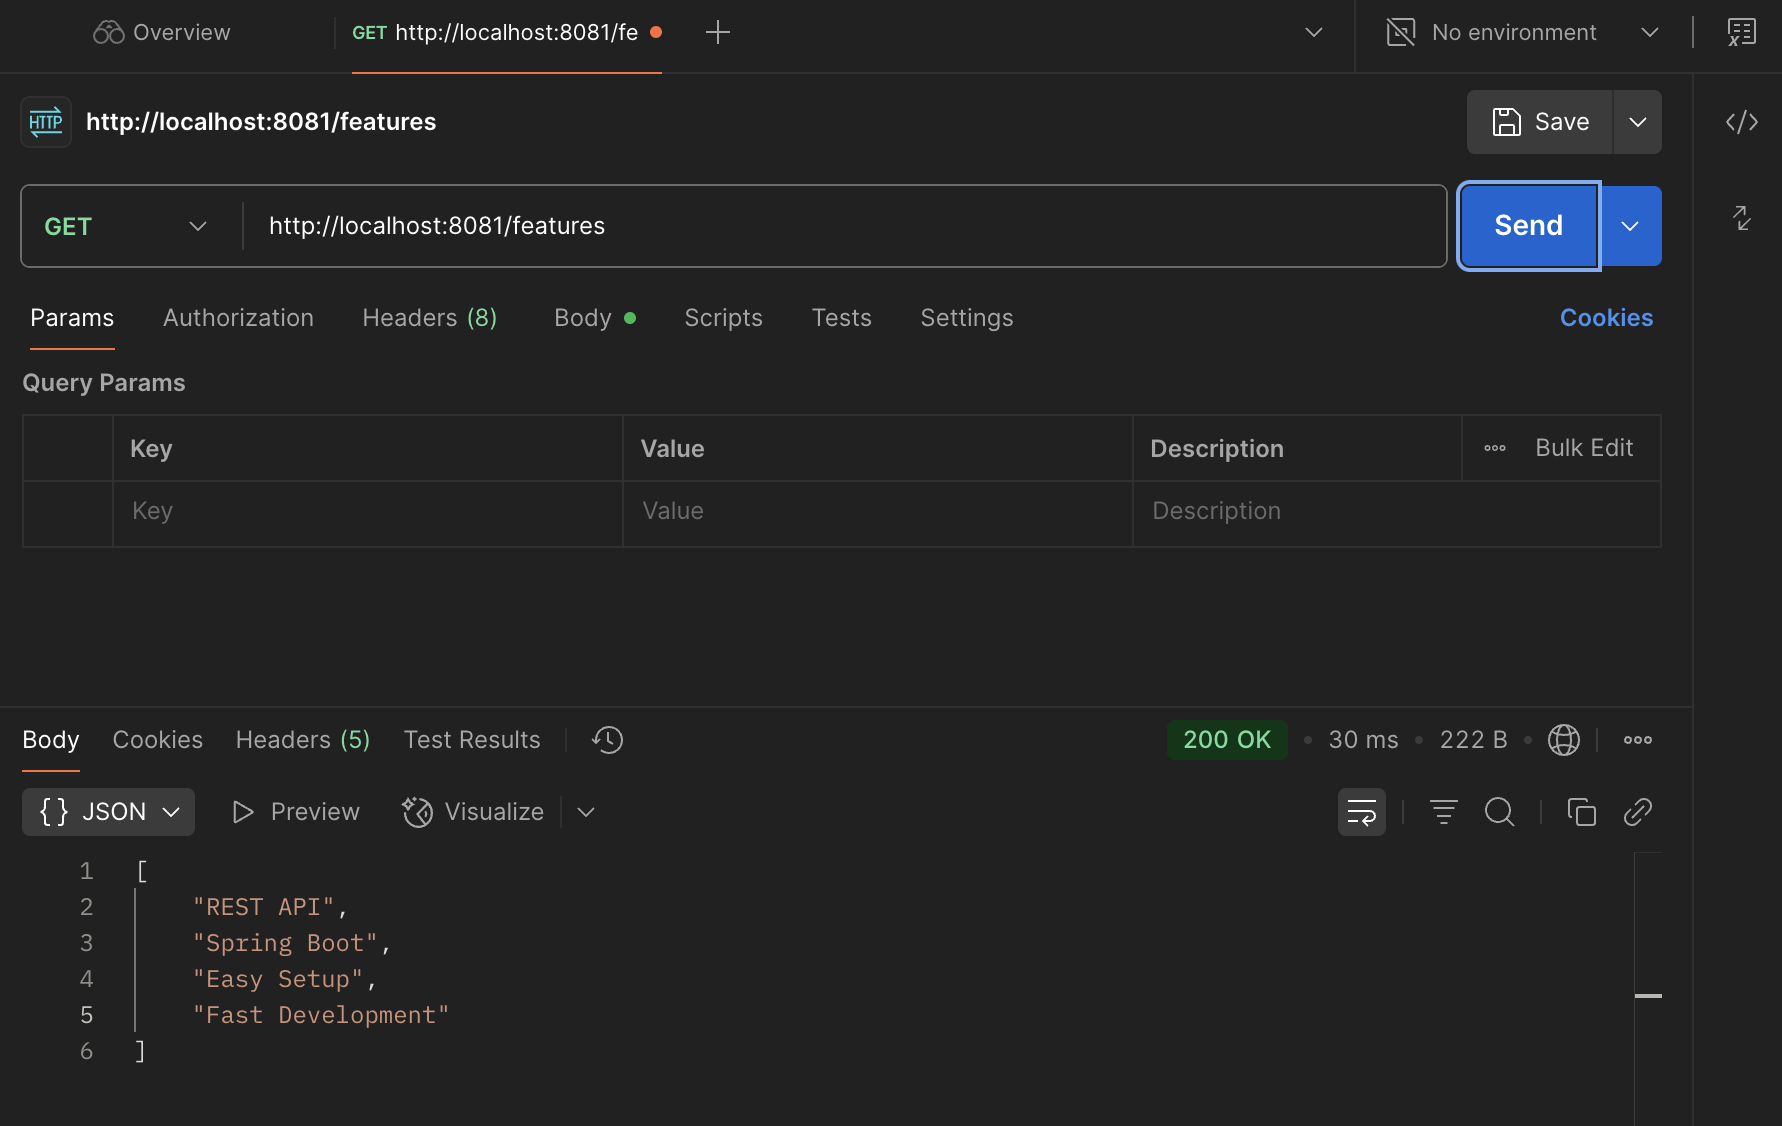 Overview
GET http://localhost:8081/fe
No environment
HTTP http://localhost:8081/features
Save
GET http://localhost:8081/features
Send
Params Authorization Headers (8) Body Scripts Tests Settings Cookies
Query Params
Key Value Description Bulk Edit
Key Value Description
Body Cookies Headers (5) Test Results 200 OK 30 ms 222 B
{ } JSON Preview Visualize
1 [
2 "REST API",
3 "Spring Boot",
4 "Easy Setup",
5 "Fast Development"
6 ]